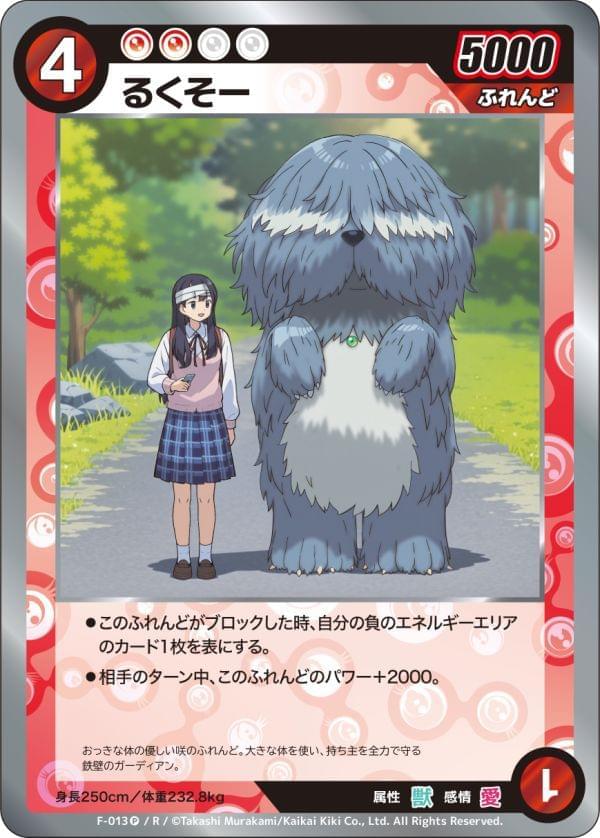 4
5000
るくそー
ふれんど
●このふれんどがブロックした時、自分の負のエネルギーエリア
のカード1枚を表にする。
●相手のターン中、このふれんどのパワー+2000。
おっきな体の優しい咲のふれんど。大きな体を使い、持ち主を全力で守る
鉄壁のガーディアン。
身長250cm/体重232.8kg
属性 獣 感情 愛
1
F-013 Ⓟ / R / ©Takashi Murakami/Kaikai Kiki Co., Ltd. All Rights Reserved.